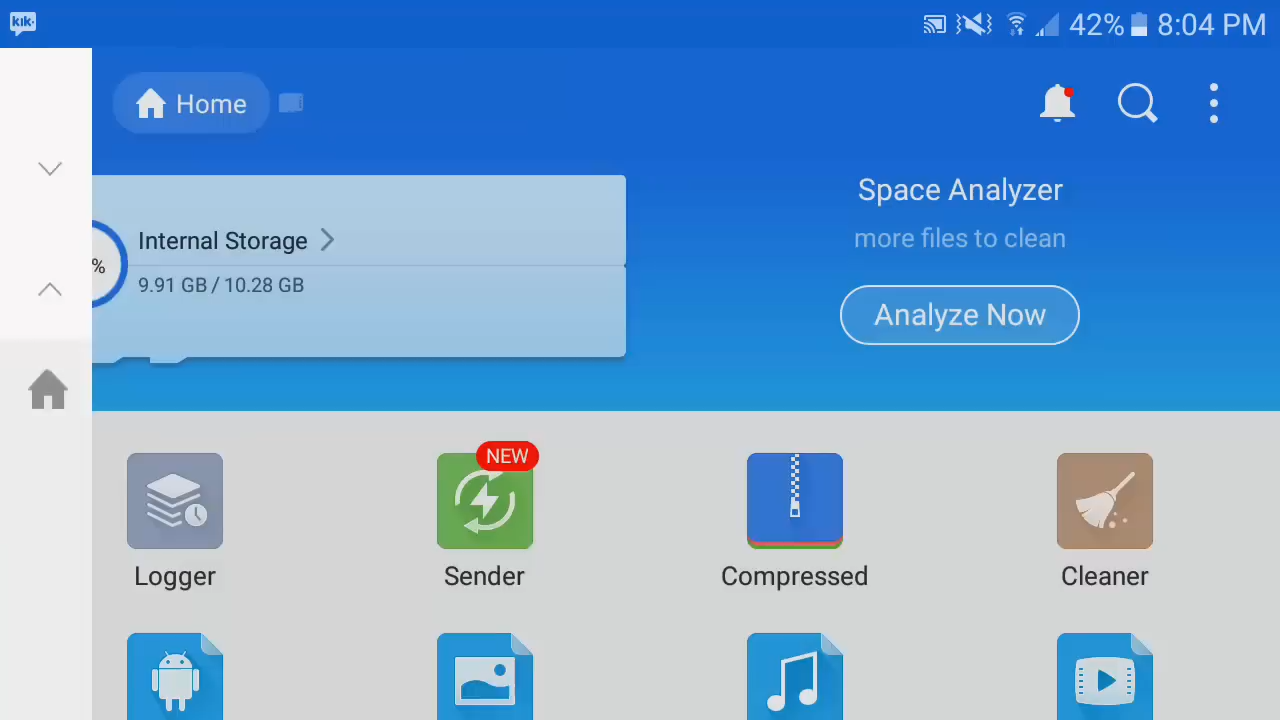 kik
42% 8:04 PM
Home
Space Analyzer
more files to clean
Analyze Now
%
Internal Storage
9.91 GB / 10.28 GB
Logger
NEW
Sender
Compressed
Cleaner